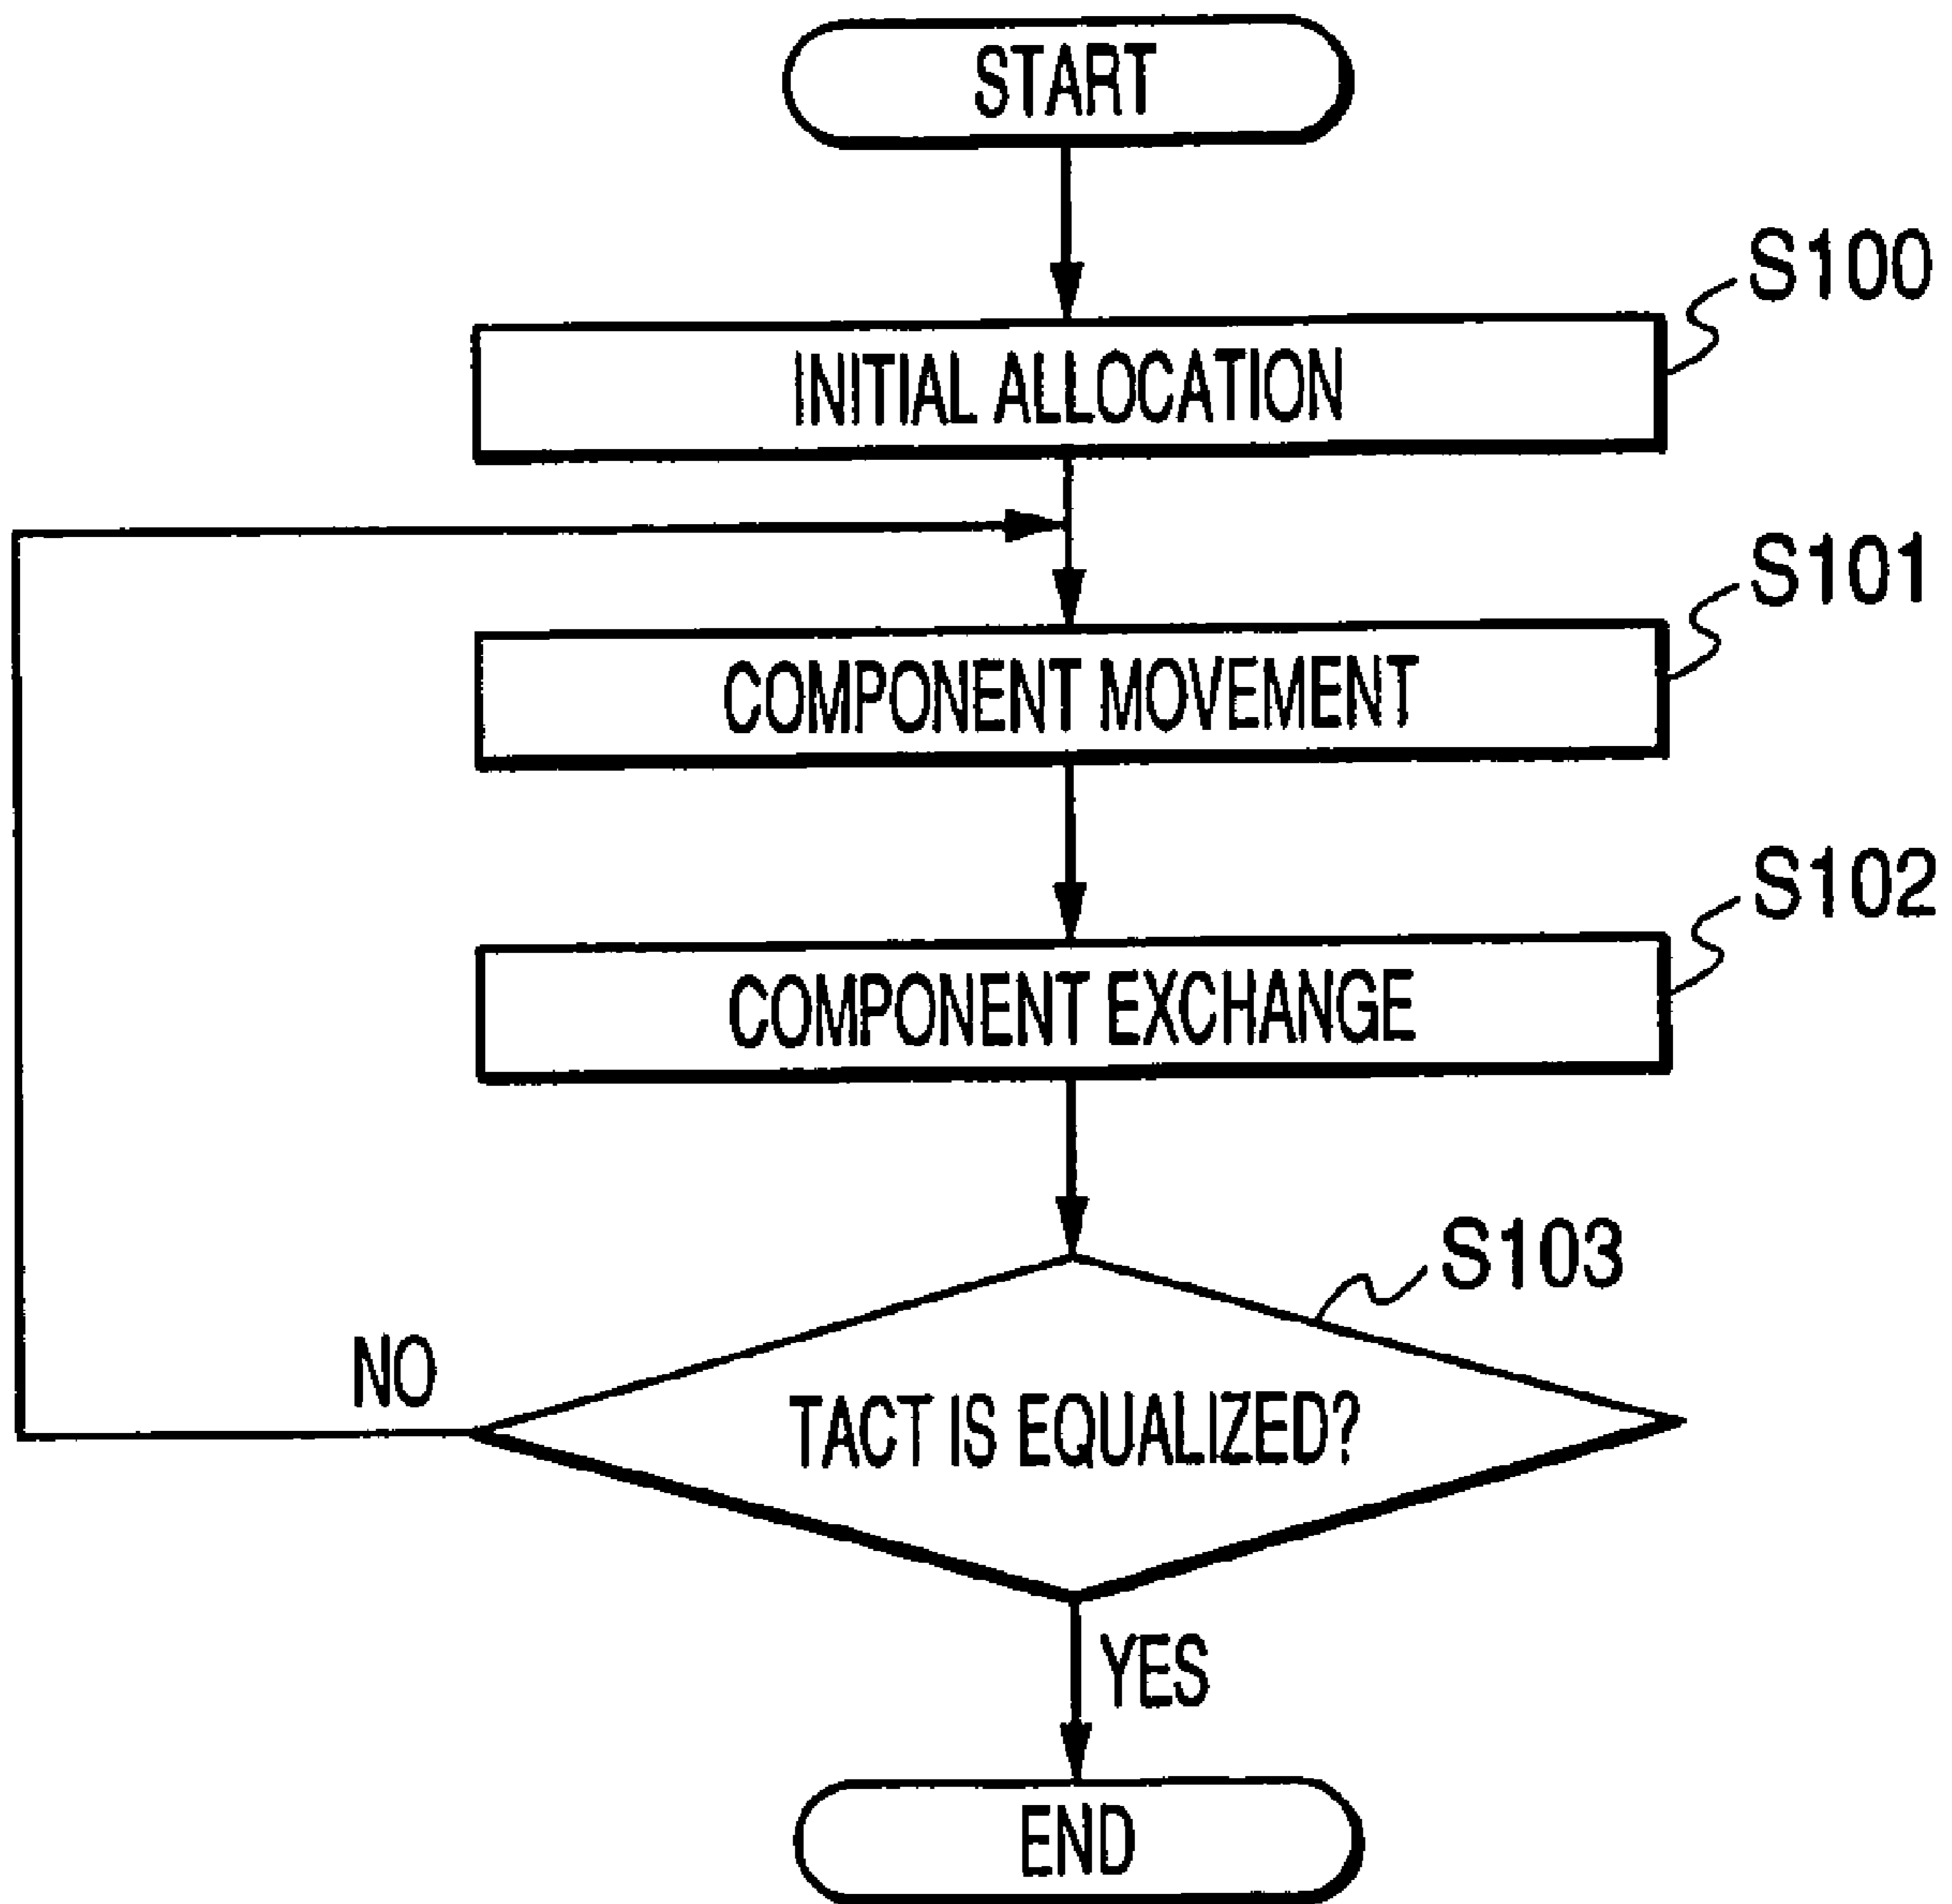 START
S100
INITIAL ALLOCATION
S101
COMPONENT MOVEMENT
S102
COMPONENT EXCHANGE
S103
NO
TACT IS EQUALIZED?
YES
END